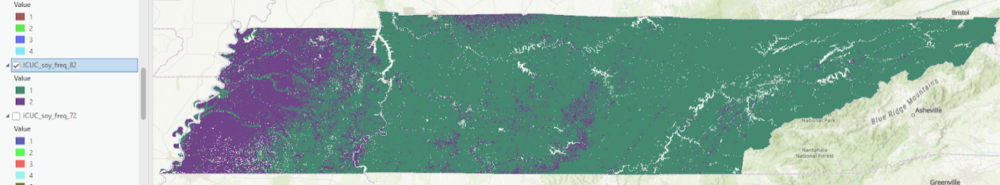 Value
1
2
3
4
ICUC_soy_freq_82
Value
1
2
ICUC_soy_freq_72
Value
1
2
3
4
Bristol
Blue Ridge Mountains
Asheville
National Park
Nantahala
National Forest
Greenville